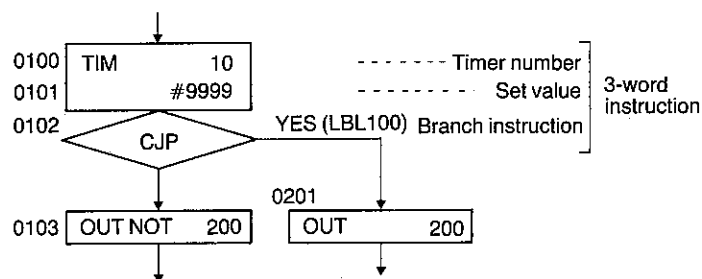 0100 TIM 10 - - - - - - - - Timer number
0101 #9999 - - - - - - - - - - - - Set value
3-word
instruction
0102 CJP YES (LBL100) Branch instruction
0201
0103 OUT NOT 200 OUT 200